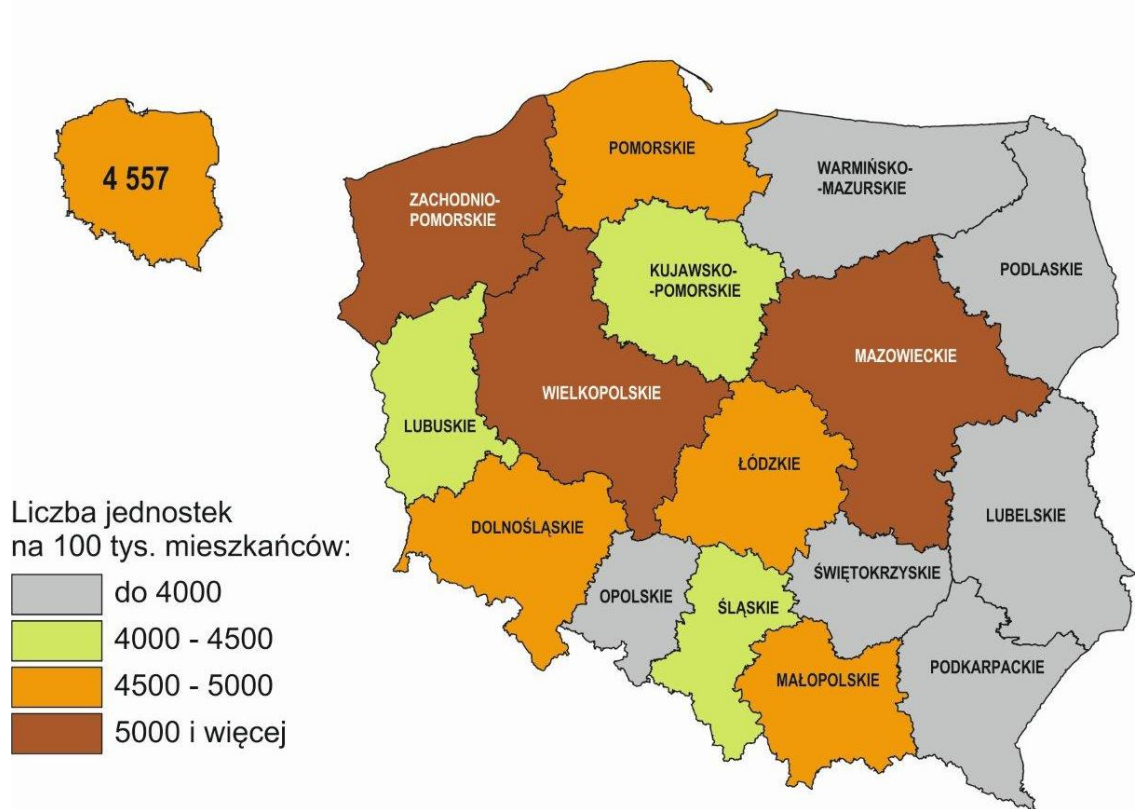 4 557
POMORSKIE
WARMIŃSKO-
-MAZURSKIE
ZACHODNIO-
POMORSKIE
KUJAWSKO-
-POMORSKIE
PODLASKIE
MAZOWIECKIE
WIELKOPOLSKIE
LUBUSKIE
ŁÓDZKIE
DOLNOŚLĄSKIE
LUBELSKIE
OPOLSKIE
ŚLĄSKIE
ŚWIĘTOKRZYSKIE
MAŁOPOLSKIE
PODKARPACKIE
Liczba jednostek
na 100 tys. mieszkańców:
do 4000
4000 - 4500
4500 - 5000
5000 i więcej